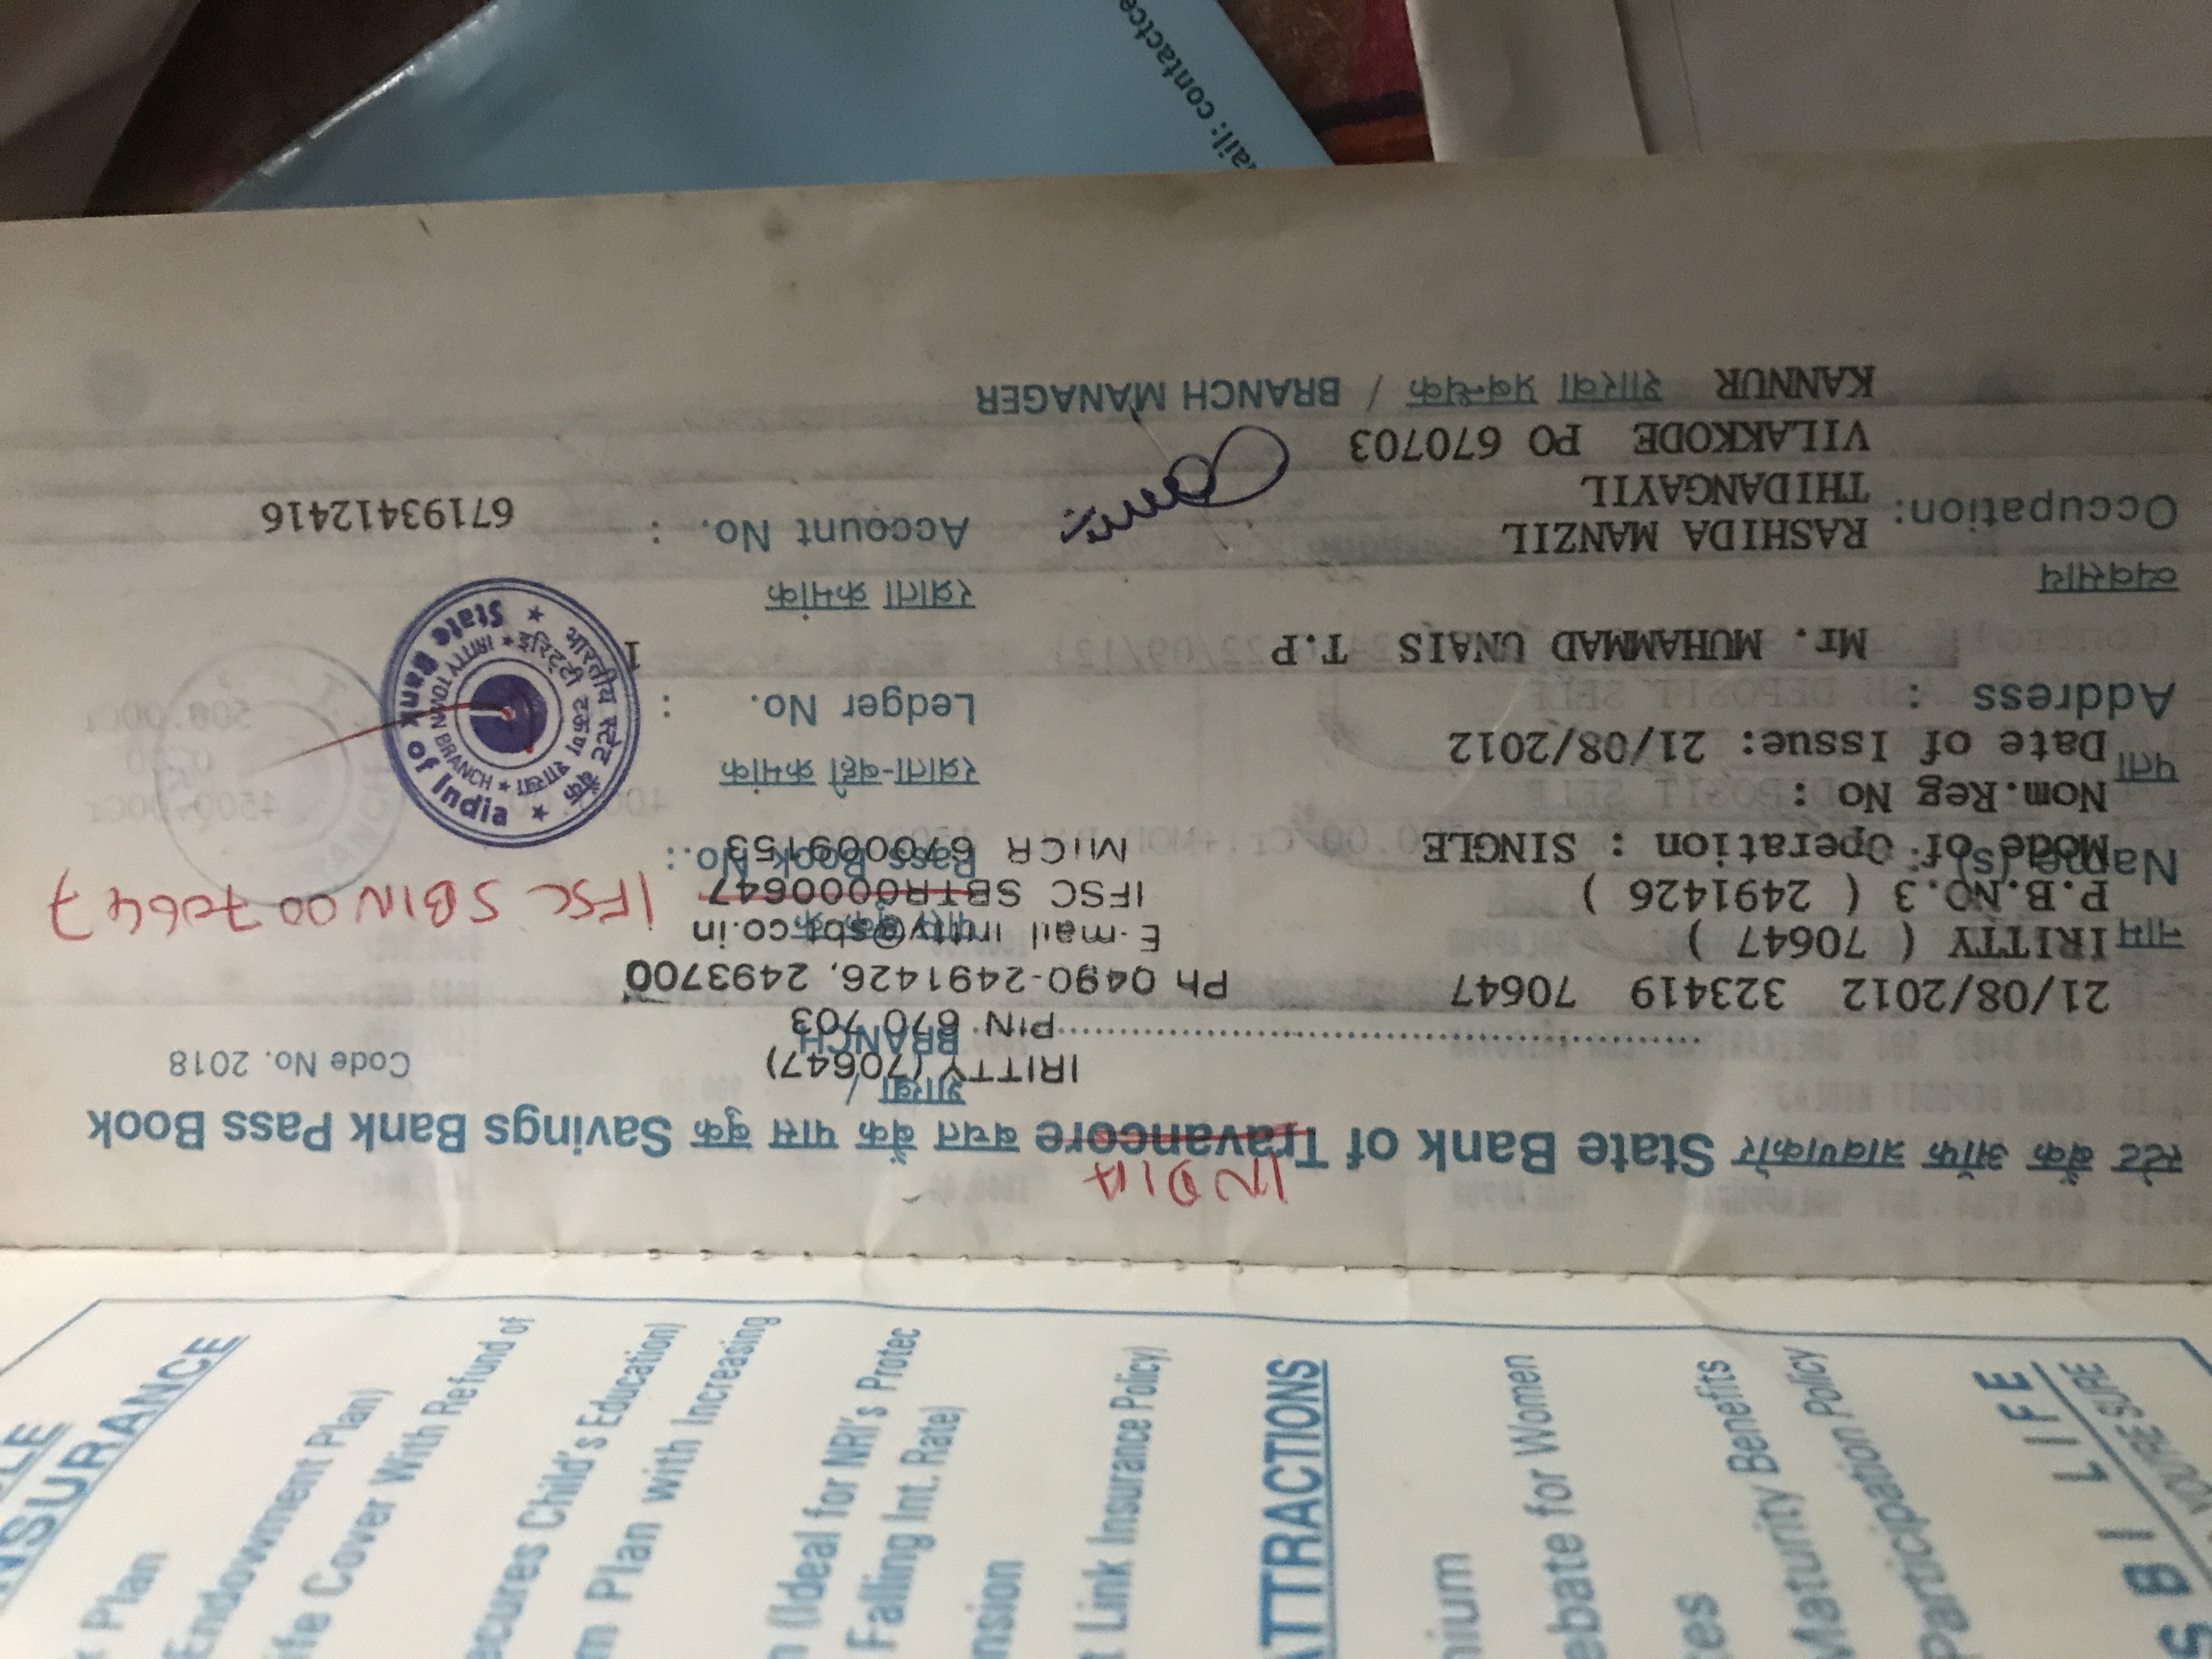 LE
INSURANCE
Plan
Endowment Plan)
ife Cover With Refund of
ecures Child's Education)
m Plan with Increasing
n (Ideal for NRI's Protec
Falling Int. Rate)
nsion
t Link Insurance Policy)
ATTRACTIONS
nium
ebate for Women
ces
Maturity Benefits
Participation Policy
SBI LIFE
YOU'RE SURE
INDIA
स्टेट बैंक ऑफ त्रावणकोर State Bank of Travancore बचत बैंक पास बुक Savings Bank Pass Book
शाखा/
BRANCH
Code No. 2018
IRITTY (70647)
PIN 670 703
21/08/2012 323419 70647
Ph 0490-2491426, 2493700
नाम IRITTY ( 70647 )
E-mail iritty@sbt.co.in
IFSC SBTR0000647
IFSC SBIN0070647
P.B.NO.3 ( 2491426 )
MICR 670009153
Pass Book No.:
Name(s)
Mode of Operation : SINGLE
Nom.Reg No :
पता
Date of Issue: 21/08/2012
Address :
खाता-बही क्रमांक
Ledger No. :
1
Mr. MUHAMMAD UNAIS T.P
भारतीय स्टेट बैंक
State Bank of India
IRITTY TOWN BRANCH
व्यवसाय
खाता क्रमांक
Occupation: RASHIDA MANZIL
Account No. : 67193412416
THIDANGAYIL
VILAKKODE PO 670703
KANNUR शाखा प्रबन्धक / BRANCH MANAGER
ail: contactce